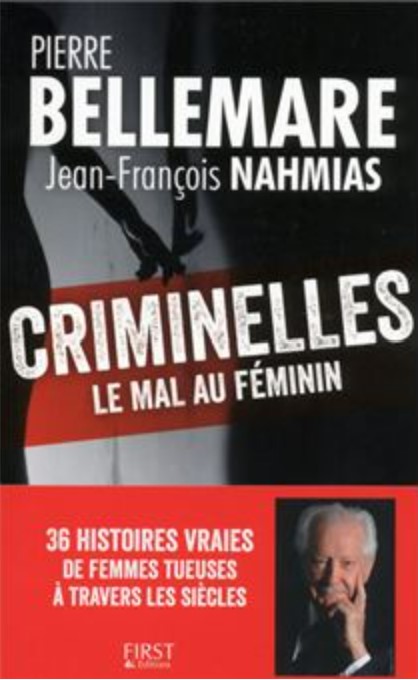 PIERRE
BELLEMARE
Jean-François NAHMIAS
CRIMINELLES
LE MAL AU FÉMININ
36 HISTOIRES VRAIES
DE FEMMES TUEUSES
À TRAVERS LES SIÈCLES
FIRST
& Editions